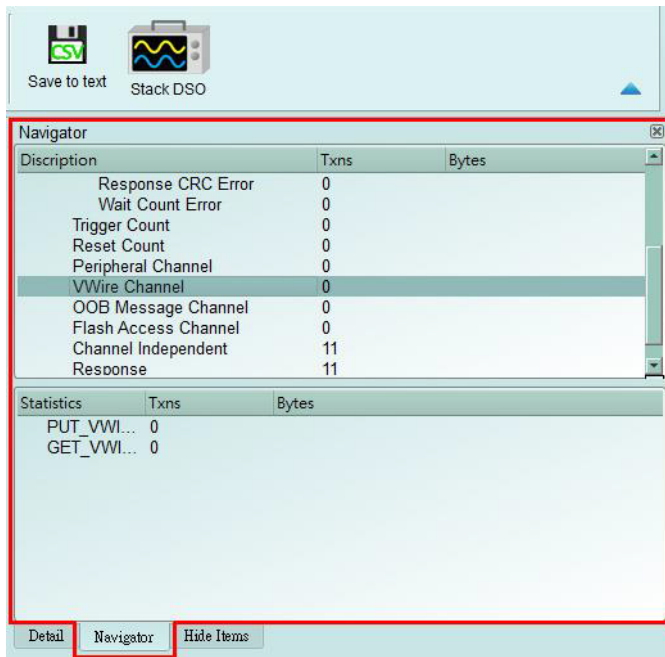 CSV
Save to text
Stack DSO
Navigator
Discription Txns Bytes
Response CRC Error 0
Wait Count Error 0
Trigger Count 0
Reset Count 0
Peripheral Channel 0
VWire Channel 0
OOB Message Channel 0
Flash Access Channel 0
Channel Independent 11
Response 11
Statistics Txns Bytes
PUT_VWI... 0
GET_VWI... 0
Detail Navigator Hide Items